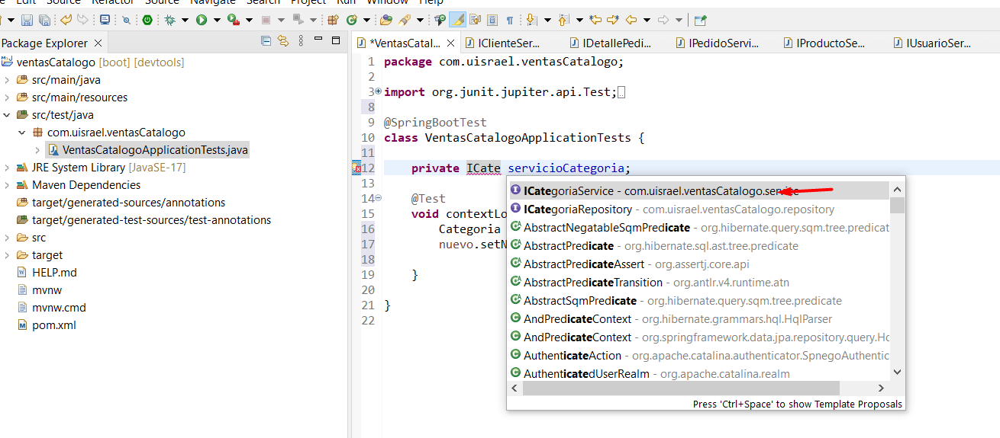 Edit Source Refactor Source Navigate Search Project Run Window Help
Package Explorer
ventasCatalogo [boot] [devtools]
src/main/java
src/main/resources
src/test/java
com.uisrael.ventasCatalogo
VentasCatalogoApplicationTests.java
JRE System Library [JavaSE-17]
Maven Dependencies
target/generated-sources/annotations
target/generated-test-sources/test-annotations
src
target
HELP.md
mvnw
mvnw.cmd
pom.xml
*VentasCatal... IClienteSer... IDetallePedi... IPedidoServi... IProductoSe... IUsuarioSer...
1 package com.uisrael.ventasCatalogo;
2
3 import org.junit.jupiter.api.Test;
8
9 @SpringBootTest
10 class VentasCatalogoApplicationTests {
11
12 private ICate servicioCategoria;
13
14 @Test
15 void contextLo
16 Categoria
17 nuevo.setN
18
19 }
20
21 }
22
ICategoriaService - com.uisrael.ventasCatalogo.service
ICategoriaRepository - com.uisrael.ventasCatalogo.repository
AbstractNegatableSqmPredicate - org.hibernate.query.sqm.tree.predicat
AbstractPredicate - org.hibernate.sql.ast.tree.predicate
AbstractPredicateAssert - org.assertj.core.api
AbstractPredicateTransition - org.antlr.v4.runtime.atn
AbstractSqmPredicate - org.hibernate.query.sqm.tree.predicate
AndPredicateContext - org.hibernate.grammars.hql.HqlParser
AndPredicateContext - org.springframework.data.jpa.repository.query.Hq
AuthenticateAction - org.apache.catalina.authenticator.SpnegoAuthentic
AuthenticatedUserRealm - org.apache.catalina.realm
Press 'Ctrl+Space' to show Template Proposals